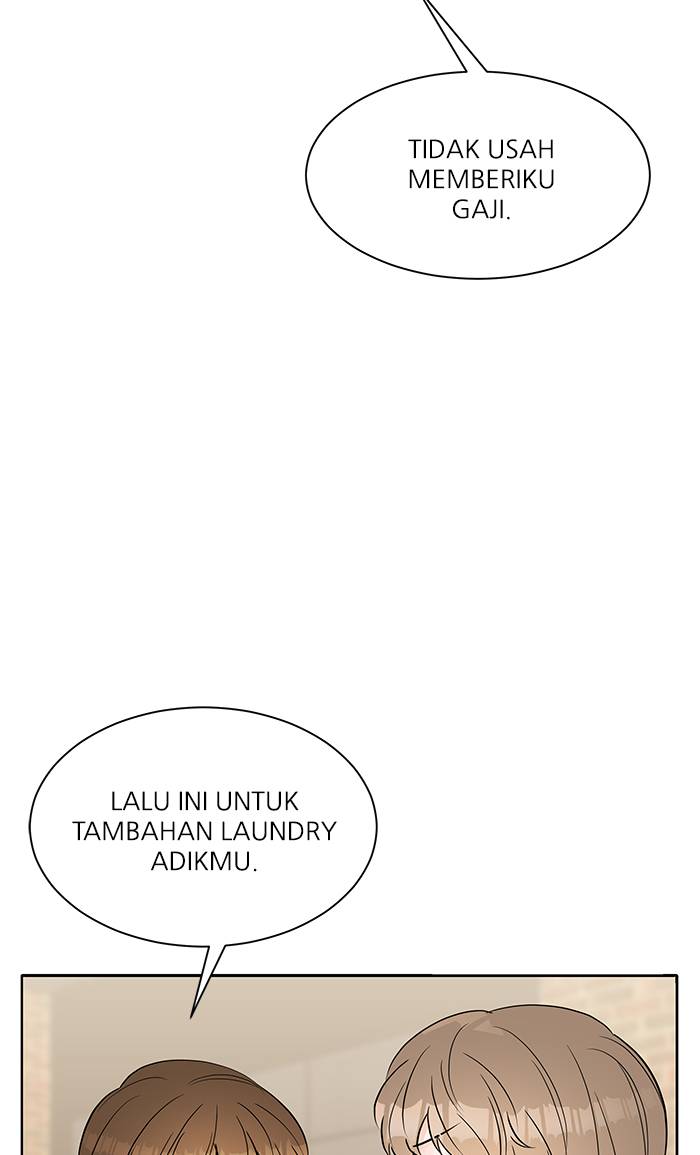 TIDAK USAH
MEMBERIKU
GAJI.
LALU INI UNTUK
TAMBAHAN LAUNDRY
ADIKMU.